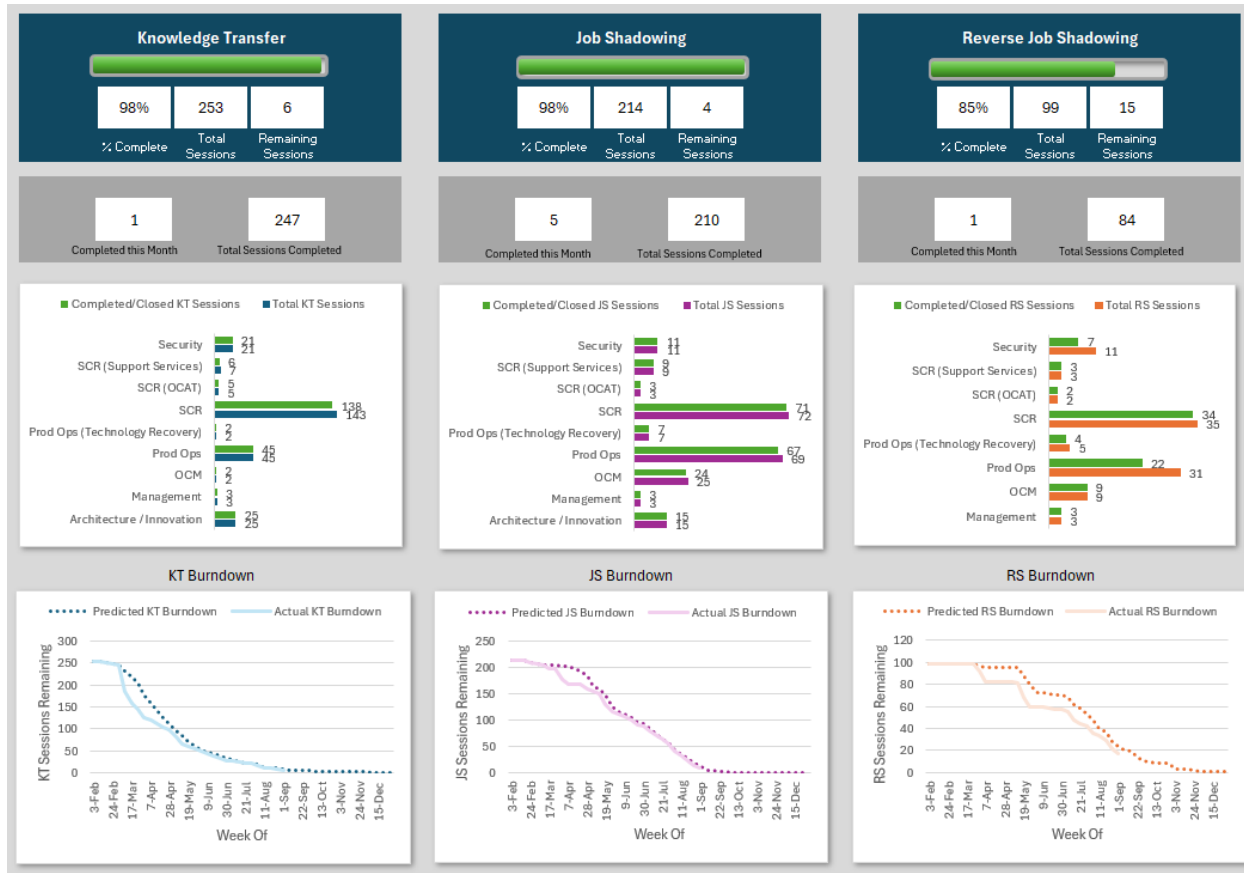 Knowledge Transfer
98% 253 6
% Complete Total Sessions Remaining Sessions
1 247
Completed this Month Total Sessions Completed
Job Shadowing
98% 214 4
% Complete Total Sessions Remaining Sessions
5 210
Completed this Month Total Sessions Completed
Reverse Job Shadowing
85% 99 15
% Complete Total Sessions Remaining Sessions
1 84
Completed this Month Total Sessions Completed
Completed/Closed KT Sessions Total KT Sessions
Security 21 21
SCR (Support Services) 6 7
SCR (OCAT) 5 5
SCR 138 143
Prod Ops (Technology Recovery) 2 2
Prod Ops 45 45
OCM 2 2
Management 3 3
Architecture / Innovation 25 25
Completed/Closed JS Sessions Total JS Sessions
Security 11 11
SCR (Support Services) 9 9
SCR (OCAT) 3 3
SCR 71 72
Prod Ops (Technology Recovery) 7 7
Prod Ops 67 69
OCM 24 25
Management 3 3
Architecture / Innovation 15 15
Completed/Closed RS Sessions Total RS Sessions
Security 7 11
SCR (Support Services) 3 3
SCR (OCAT) 2 2
SCR 34 35
Prod Ops (Technology Recovery) 4 5
Prod Ops 22 31
OCM 9 9
Management 3 3
KT Burndown
Predicted KT Burndown Actual KT Burndown
KT Sessions Remaining
300
250
200
150
100
50
0
3-Feb 24-Feb 17-Mar 7-Apr 28-Apr 19-May 9-Jun 30-Jun 21-Jul 11-Aug 1-Sep 22-Sep 13-Oct 3-Nov 24-Nov 15-Dec
Week Of
JS Burndown
Predicted JS Burndown Actual JS Burndown
JS Sessions Remaining
250
200
150
100
50
0
3-Feb 24-Feb 17-Mar 7-Apr 28-Apr 19-May 9-Jun 30-Jun 21-Jul 11-Aug 1-Sep 22-Sep 13-Oct 3-Nov 24-Nov 15-Dec
Week Of
RS Burndown
Predicted RS Burndown Actual RS Burndown
RS Sessions Remaining
120
100
80
60
40
20
0
3-Feb 24-Feb 17-Mar 7-Apr 28-Apr 19-May 9-Jun 30-Jun 21-Jul 11-Aug 1-Sep 22-Sep 13-Oct 3-Nov 24-Nov 15-Dec
Week Of